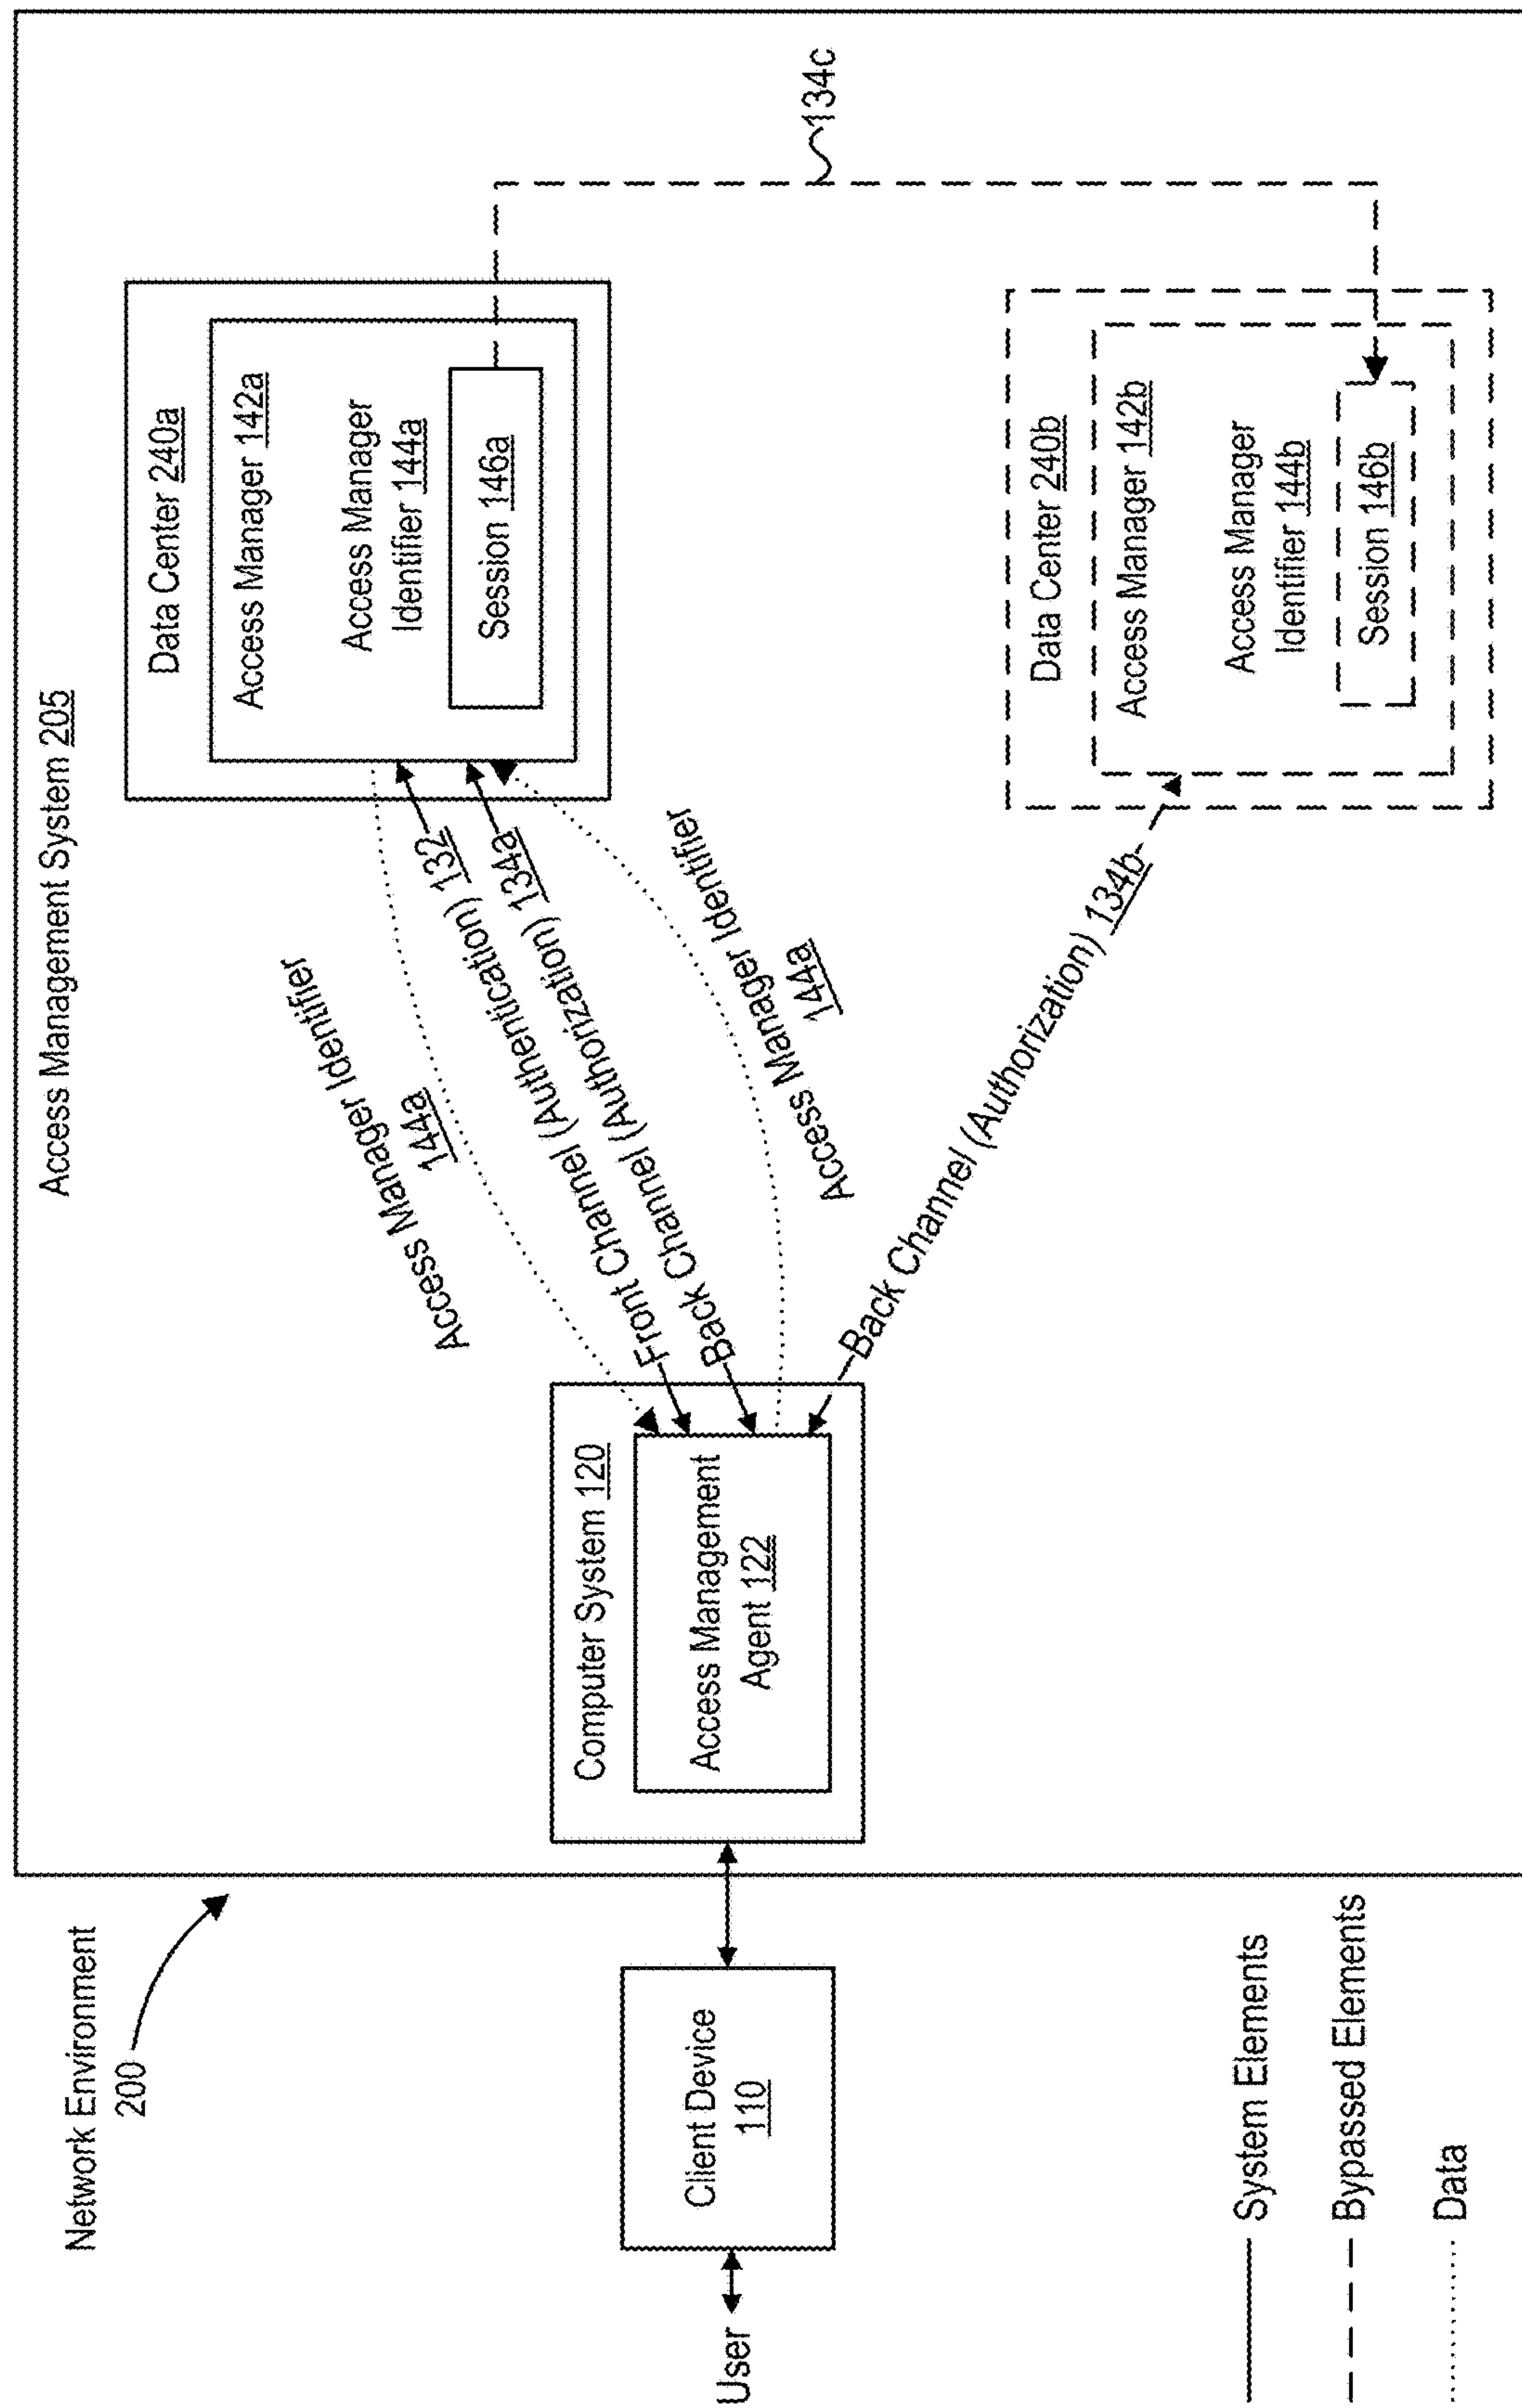 Network Environment
200
Access Management System 205
User
Client Device
110
Computer System 120
Access Management
Agent 122
Access Manager Identifier
144a
Front Channel (Authentication) 132
Back Channel (Authorization) 134a
Access Manager Identifier
144a
Back Channel (Authorization) 134b
Data Center 240a
Access Manager 142a
Access Manager
Identifier 144a
Session 146a
134c
Data Center 240b
Access Manager 142b
Access Manager
Identifier 144b
Session 146b
System Elements
Bypassed Elements
Data